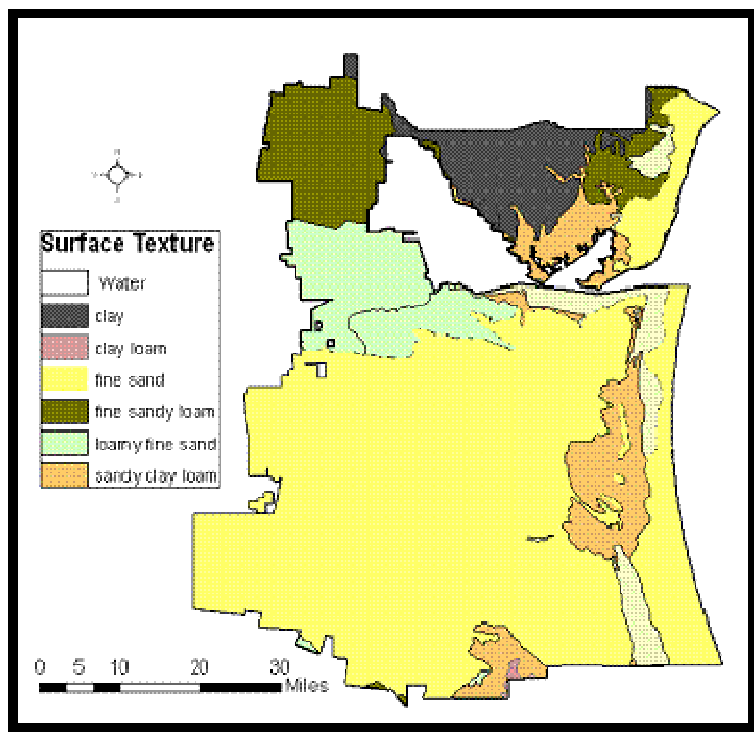 Surface Texture
Water
clay
clay loam
fine sand
fine sandy loam
loamy fine sand
sandy clay loam
0 5 10 20 30
Miles